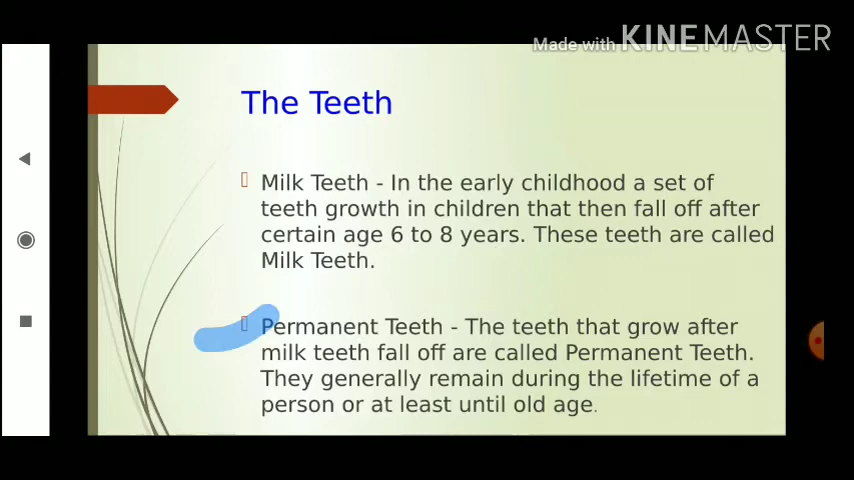 Made with KINEMASTER
The Teeth
Milk Teeth - In the early childhood a set of
teeth growth in children that then fall off after
certain age 6 to 8 years. These teeth are called
Milk Teeth.
Permanent Teeth - The teeth that grow after
milk teeth fall off are called Permanent Teeth.
They generally remain during the lifetime of a
person or at least until old age.